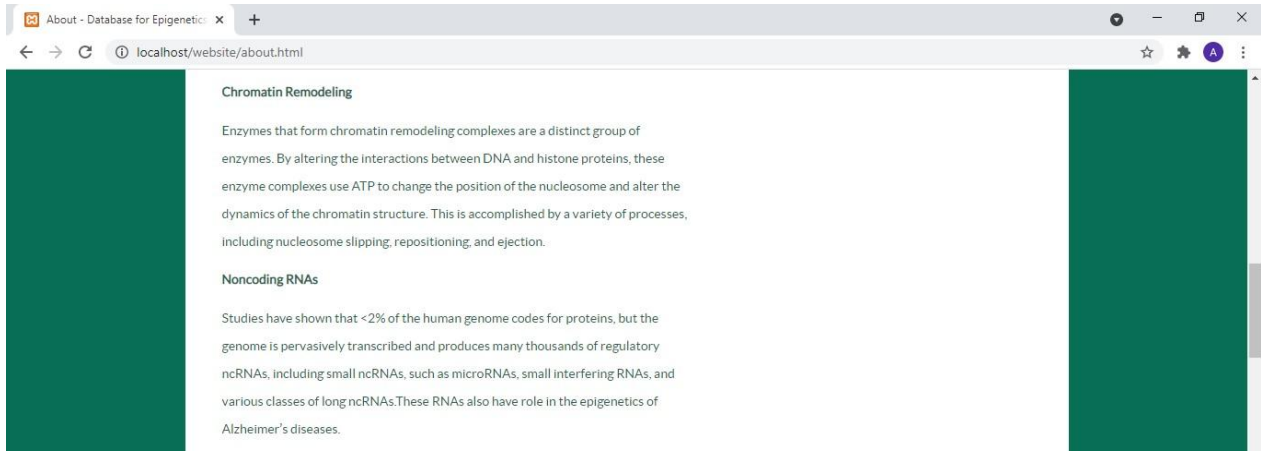 About - Database for Epigenetics
localhost/website/about.html
A
Chromatin Remodeling
Enzymes that form chromatin remodeling complexes are a distinct group of
enzymes. By altering the interactions between DNA and histone proteins, these
enzyme complexes use ATP to change the position of the nucleosome and alter the
dynamics of the chromatin structure. This is accomplished by a variety of processes,
including nucleosome slipping, repositioning, and ejection.
Noncoding RNAs
Studies have shown that <2% of the human genome codes for proteins, but the
genome is pervasively transcribed and produces many thousands of regulatory
ncRNAs, including small ncRNAs, such as microRNAs, small interfering RNAs, and
various classes of long ncRNAs.These RNAs also have role in the epigenetics of
Alzheimer's diseases.